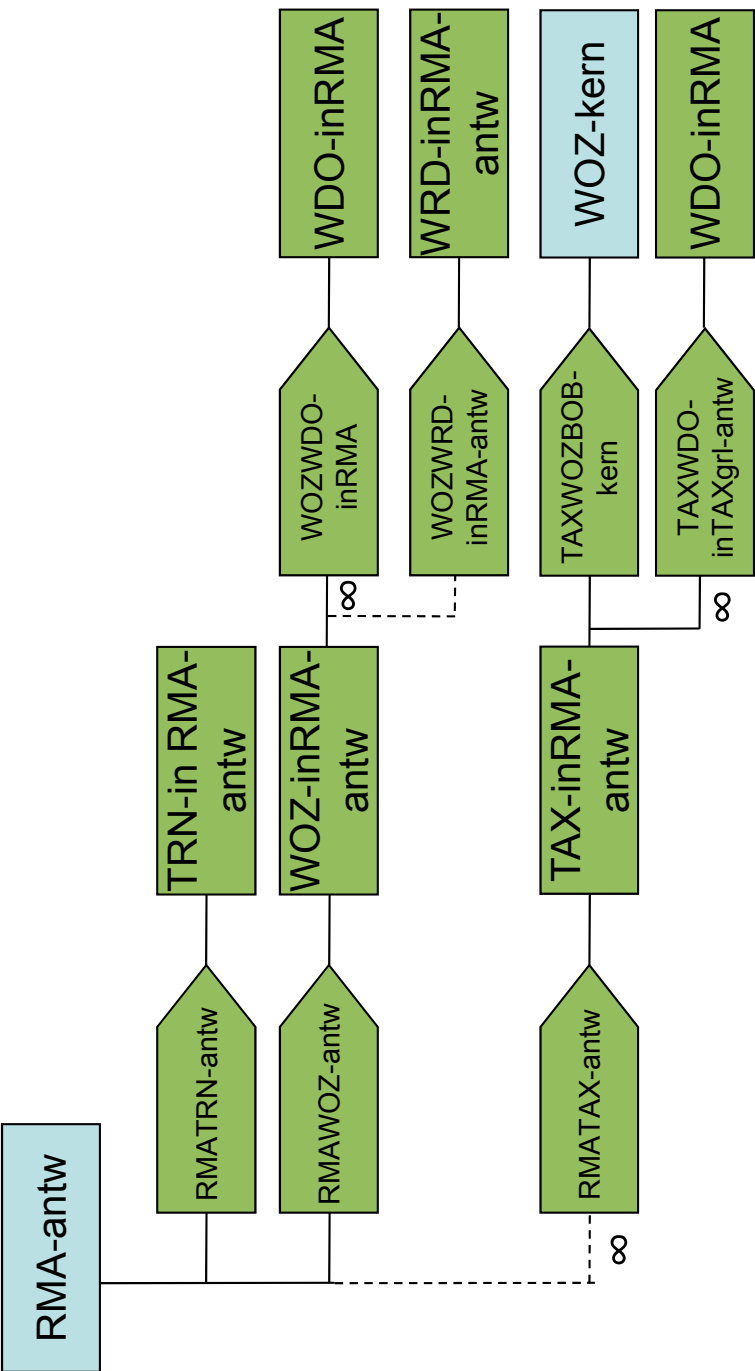 RMA-antw
RMATRN-antw
TRN-in RMA-
antw
RMAWOZ-antw
WOZ-inRMA-
antw
∞
WOZWDO-
inRMA
WDO-inRMA
WOZWRD-
inRMA-antw
WRD-inRMA-
antw
∞
RMATAX-antw
TAX-inRMA-
antw
TAXWOZBOB-
kern
WOZ-kern
∞
TAXWDO-
inTAXgrl-antw
WDO-inRMA